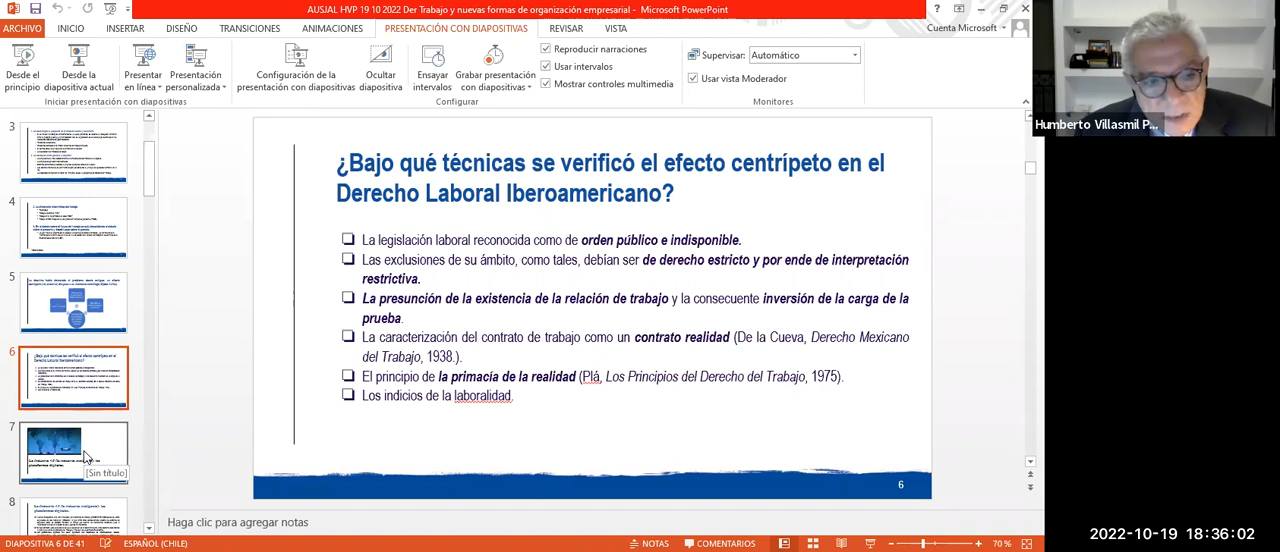 AUSJAL HVP 19 10 2022 Der Trabajo y nuevas formas de organización empresarial - Microsoft PowerPoint
ARCHIVO INICIO INSERTAR DISEÑO TRANSICIONES ANIMACIONES PRESENTACIÓN CON DIAPOSITIVAS REVISAR VISTA Cuenta Microsoft
Desde el principio
Desde la diapositiva actual
Presentar en línea
Presentación personalizada
Iniciar presentación con diapositivas
Configuración de la presentación con diapositivas
Ocultar diapositiva
Ensayar intervalos
Grabar presentación con diapositivas
Reproducir narraciones
Usar intervalos
Mostrar controles multimedia
Configurar
Supervisar: Automático
Usar vista Moderador
Monitores
Humberto Villasmil P...
3
4
5
6
7
[Sin título]
8
¿Bajo qué técnicas se verificó el efecto centrípeto en el
Derecho Laboral Iberoamericano?
La legislación laboral reconocida como de orden público e indisponible.
Las exclusiones de su ámbito, como tales, debían ser de derecho estricto y por ende de interpretación
restrictiva.
La presunción de la existencia de la relación de trabajo y la consecuente inversión de la carga de la
prueba.
La caracterización del contrato de trabajo como un contrato realidad (De la Cueva, Derecho Mexicano
del Trabajo, 1938.).
El principio de la primacía de la realidad (Plá, Los Principios del Derecho del Trabajo, 1975).
Los indicios de la laboralidad.
6
Haga clic para agregar notas
DIAPOSITIVA 6 DE 41 ESPAÑOL (CHILE) NOTAS COMENTARIOS 70 %
2022-10-19 18:36:02